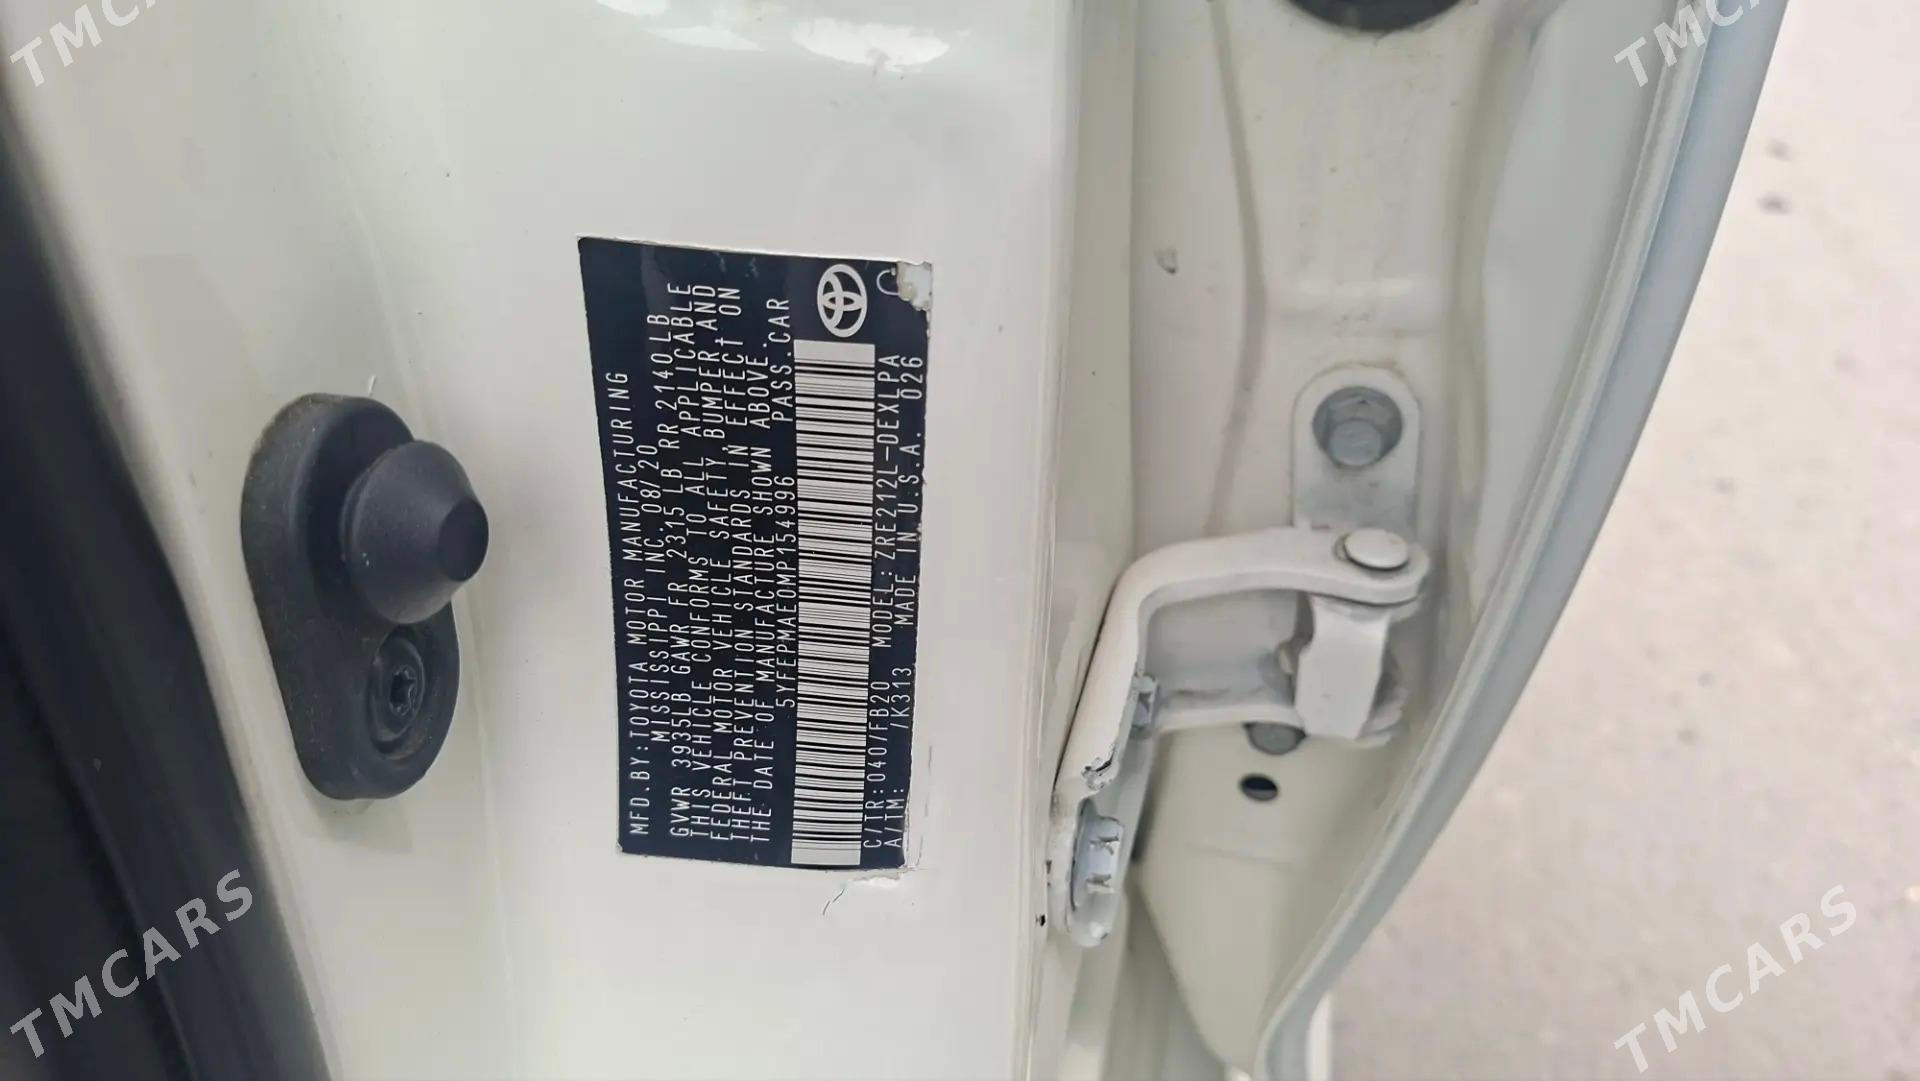 MFD.BY:TOYOTA MOTOR MANUFACTURING
MISSISSIPPI INC. 08/20
GVWR 3935LB GAWR FR 2315 LB RR 2140LB
THIS VEHICLE CONFORMS TO ALL APPLICABLE
FEDERAL MOTOR VEHICLE SAFETY, BUMPER, AND
THEFT PREVENTION STANDARDS IN EFFECT ON
THE DATE OF MANUFACTURE SHOWN ABOVE.
5YFEPMAE0MP154996 PASS.CAR
C/TR:040/FB20 MODEL:ZRE212L-DEXLPA
A/TM: /K313 MADE IN U.S.A. 026
TMCARS
TMCARS
TMCARS
TMCARS